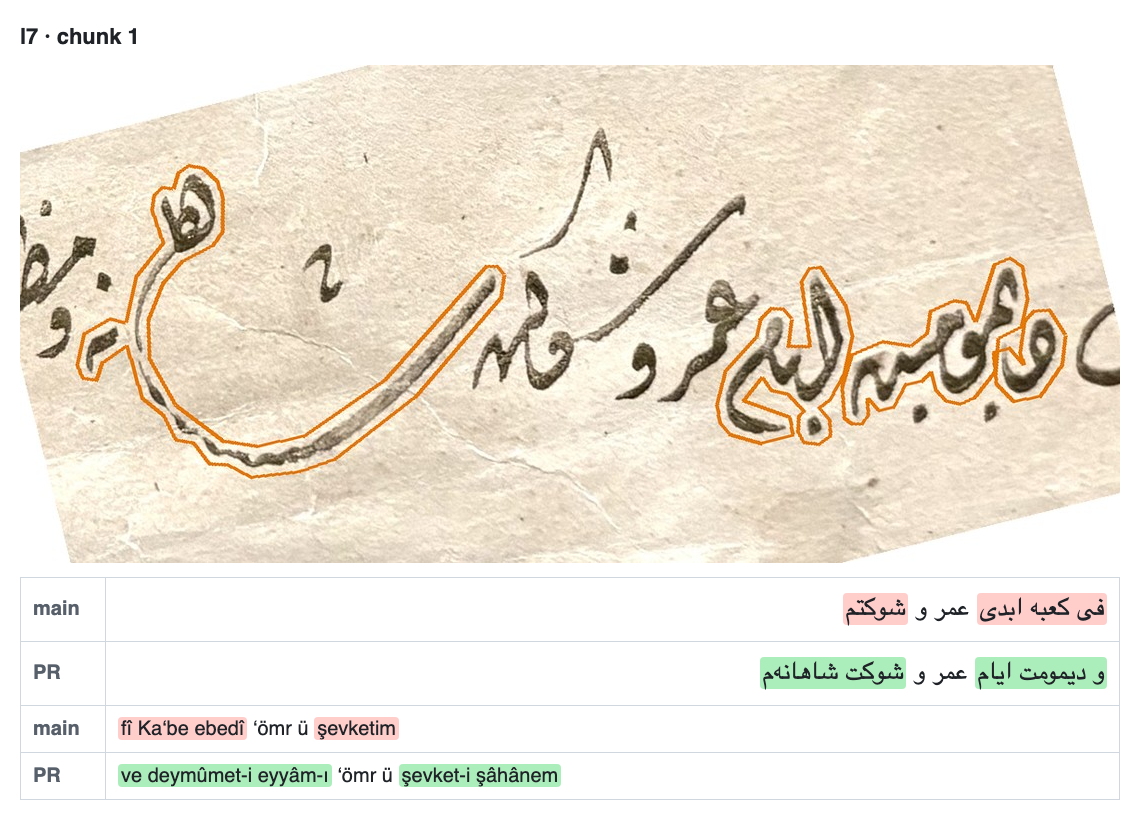 l7 · chunk 1
دیمومت ایام عمر و شوکت شاهانه
main فی کعبه ابدی عمر و شوکتم
PR و دیمومت ایام عمر و شوکت شاهانه‌م
main fî Ka‘be ebedî ‘ömr ü şevketim
PR ve deymûmet-i eyyâm-ı ‘ömr ü şevket-i şâhânem